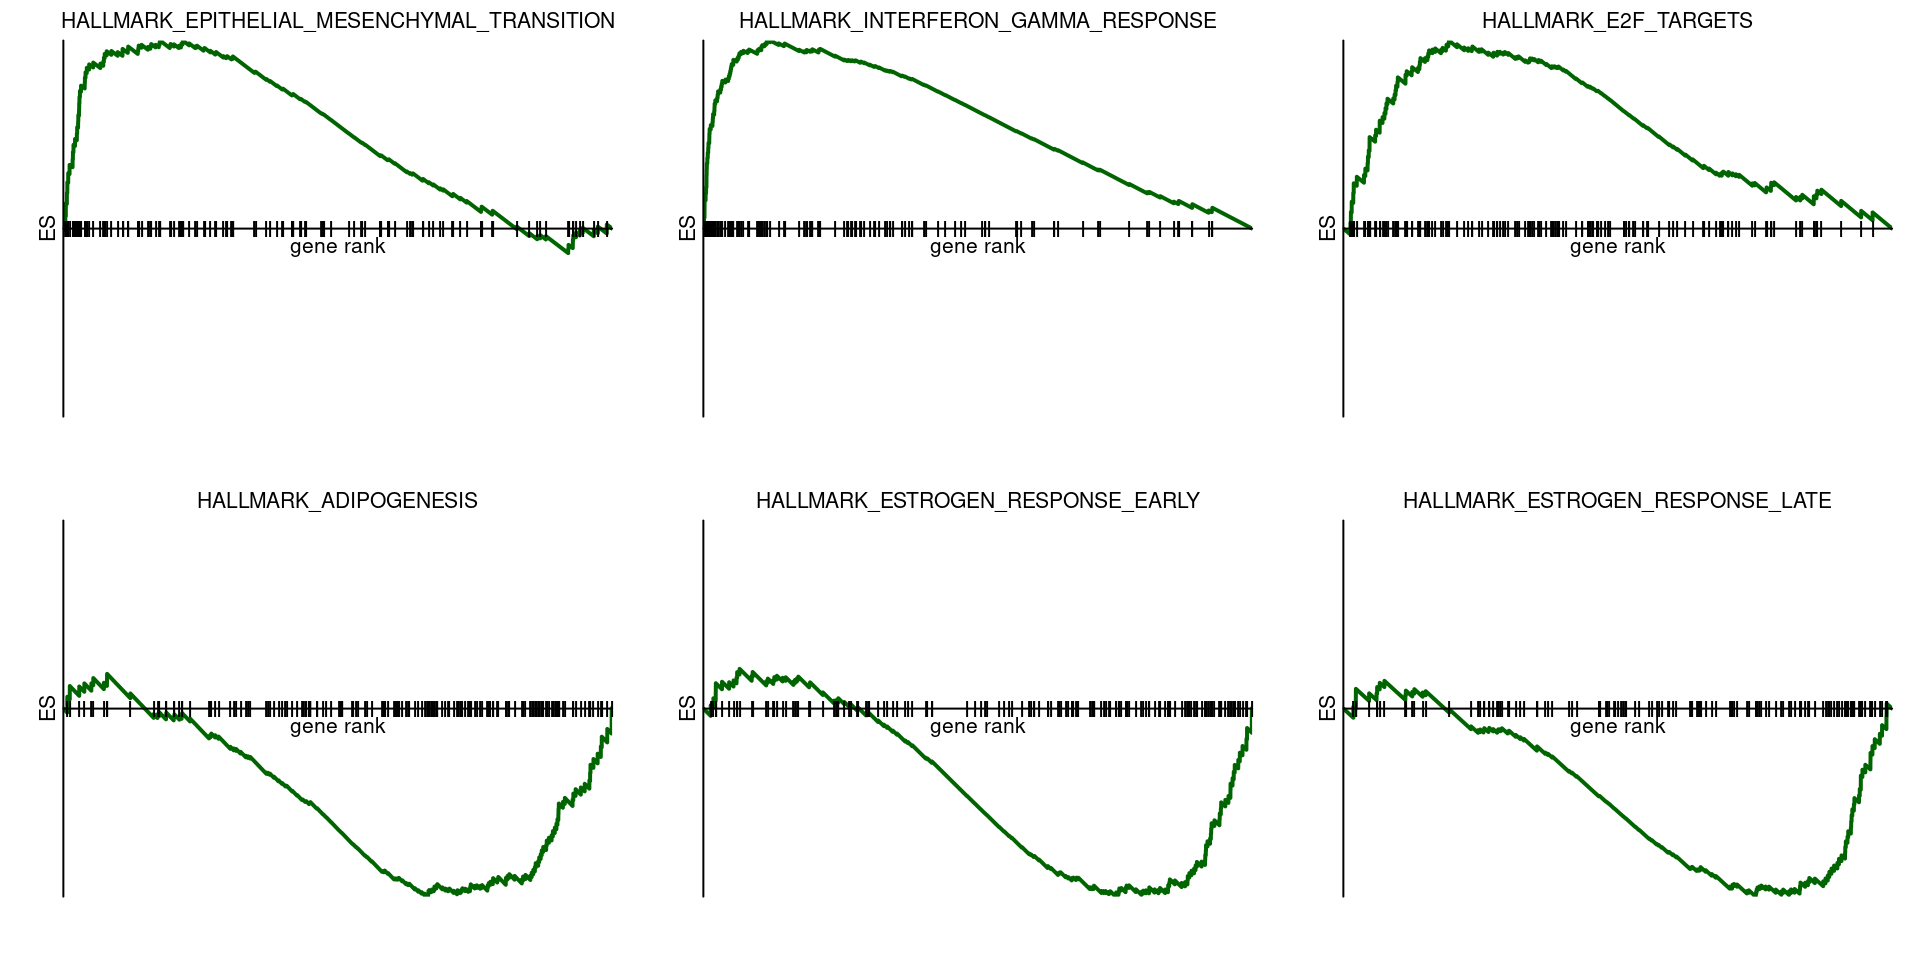 HALLMARK_EPITHELIAL_MESENCHYMAL_TRANSITION
ES
gene rank
HALLMARK_INTERFERON_GAMMA_RESPONSE
ES
gene rank
HALLMARK_E2F_TARGETS
ES
gene rank
HALLMARK_ADIPOGENESIS
ES
gene rank
HALLMARK_ESTROGEN_RESPONSE_EARLY
ES
gene rank
HALLMARK_ESTROGEN_RESPONSE_LATE
ES
gene rank